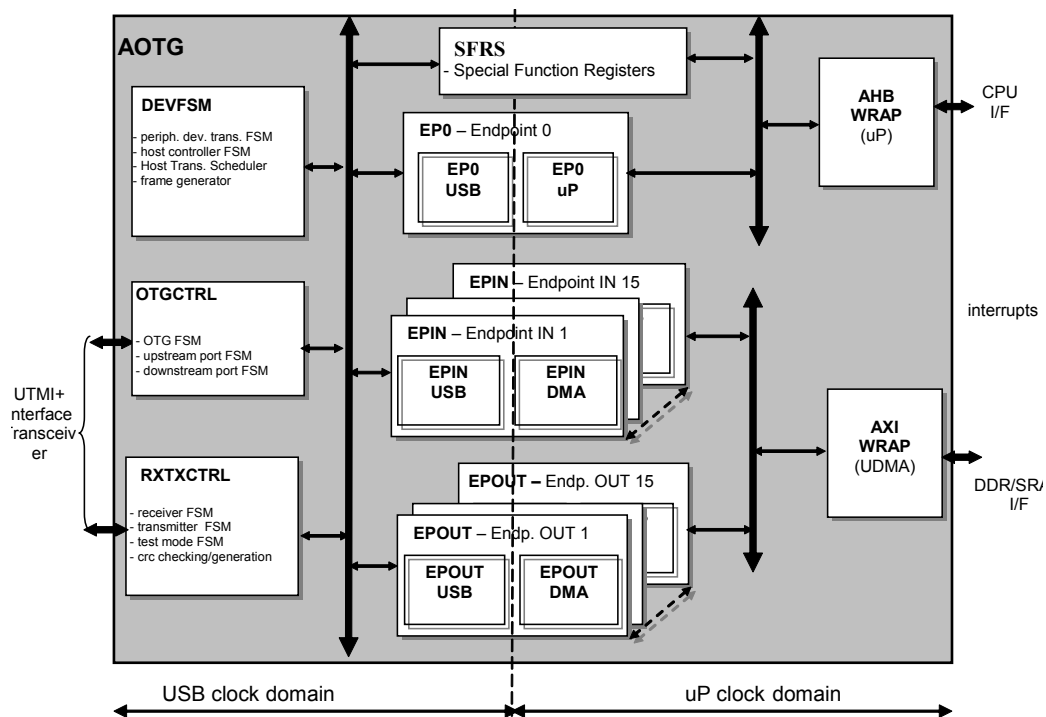 AOTG
SFRS
- Special Function Registers
DEVFSM
- periph. dev. trans. FSM
- host controller FSM
- Host Trans. Scheduler
- frame generator
EP0 – Endpoint 0
EP0
USB
EP0
uP
AHB
WRAP
(uP)
CPU
I/F
OTGCTRL
- OTG FSM
- upstream port FSM
- downstream port FSM
EPIN – Endpoint IN 15
EPIN – Endpoint IN 1
EPIN
USB
EPIN
DMA
interrupts
UTMI+
nterface
Transceiv
er
RXTXCTRL
- receiver FSM
- transmitter FSM
- test mode FSM
- crc checking/generation
EPOUT – Endp. OUT 15
EPOUT – Endp. OUT 1
EPOUT
USB
EPOUT
DMA
AXI
WRAP
(UDMA)
DDR/SRA
I/F
USB clock domain
uP clock domain